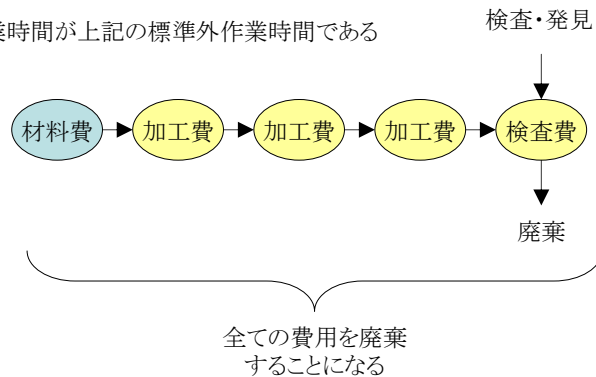 業時間が上記の標準外作業時間である
検査・発見
材料費
加工費
加工費
加工費
検査費
廃棄
全ての費用を廃棄
することになる